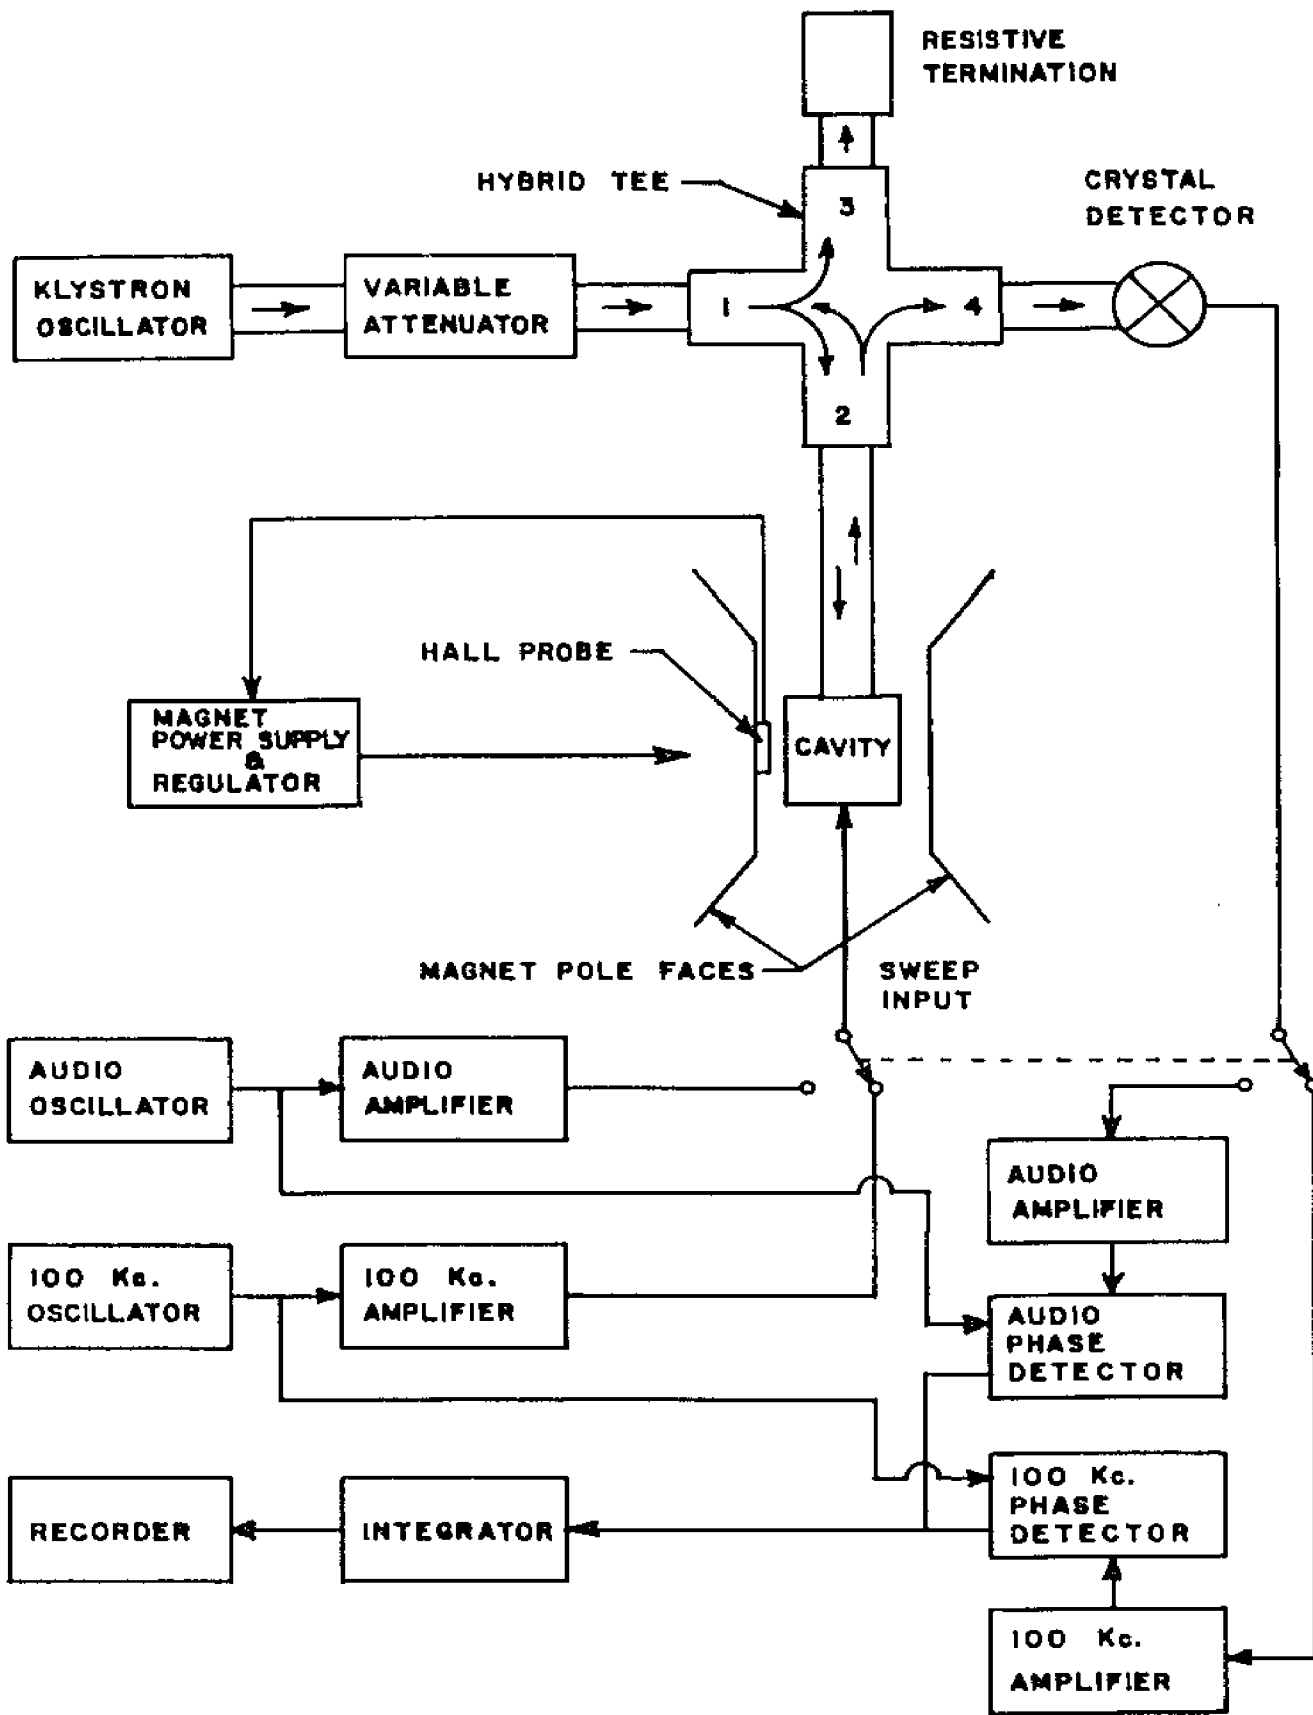 RESISTIVE
TERMINATION
HYBRID TEE
CRYSTAL
DETECTOR
3
KLYSTRON
OSCILLATOR
VARIABLE
ATTENUATOR
1
4
2
HALL PROBE
MAGNET
POWER SUPPLY
&
REGULATOR
CAVITY
MAGNET POLE FACES
SWEEP
INPUT
AUDIO
OSCILLATOR
AUDIO
AMPLIFIER
AUDIO
AMPLIFIER
100 Kc.
OSCILLATOR
100 Kc.
AMPLIFIER
AUDIO
PHASE
DETECTOR
RECORDER
INTEGRATOR
100 Kc.
PHASE
DETECTOR
100 Kc.
AMPLIFIER